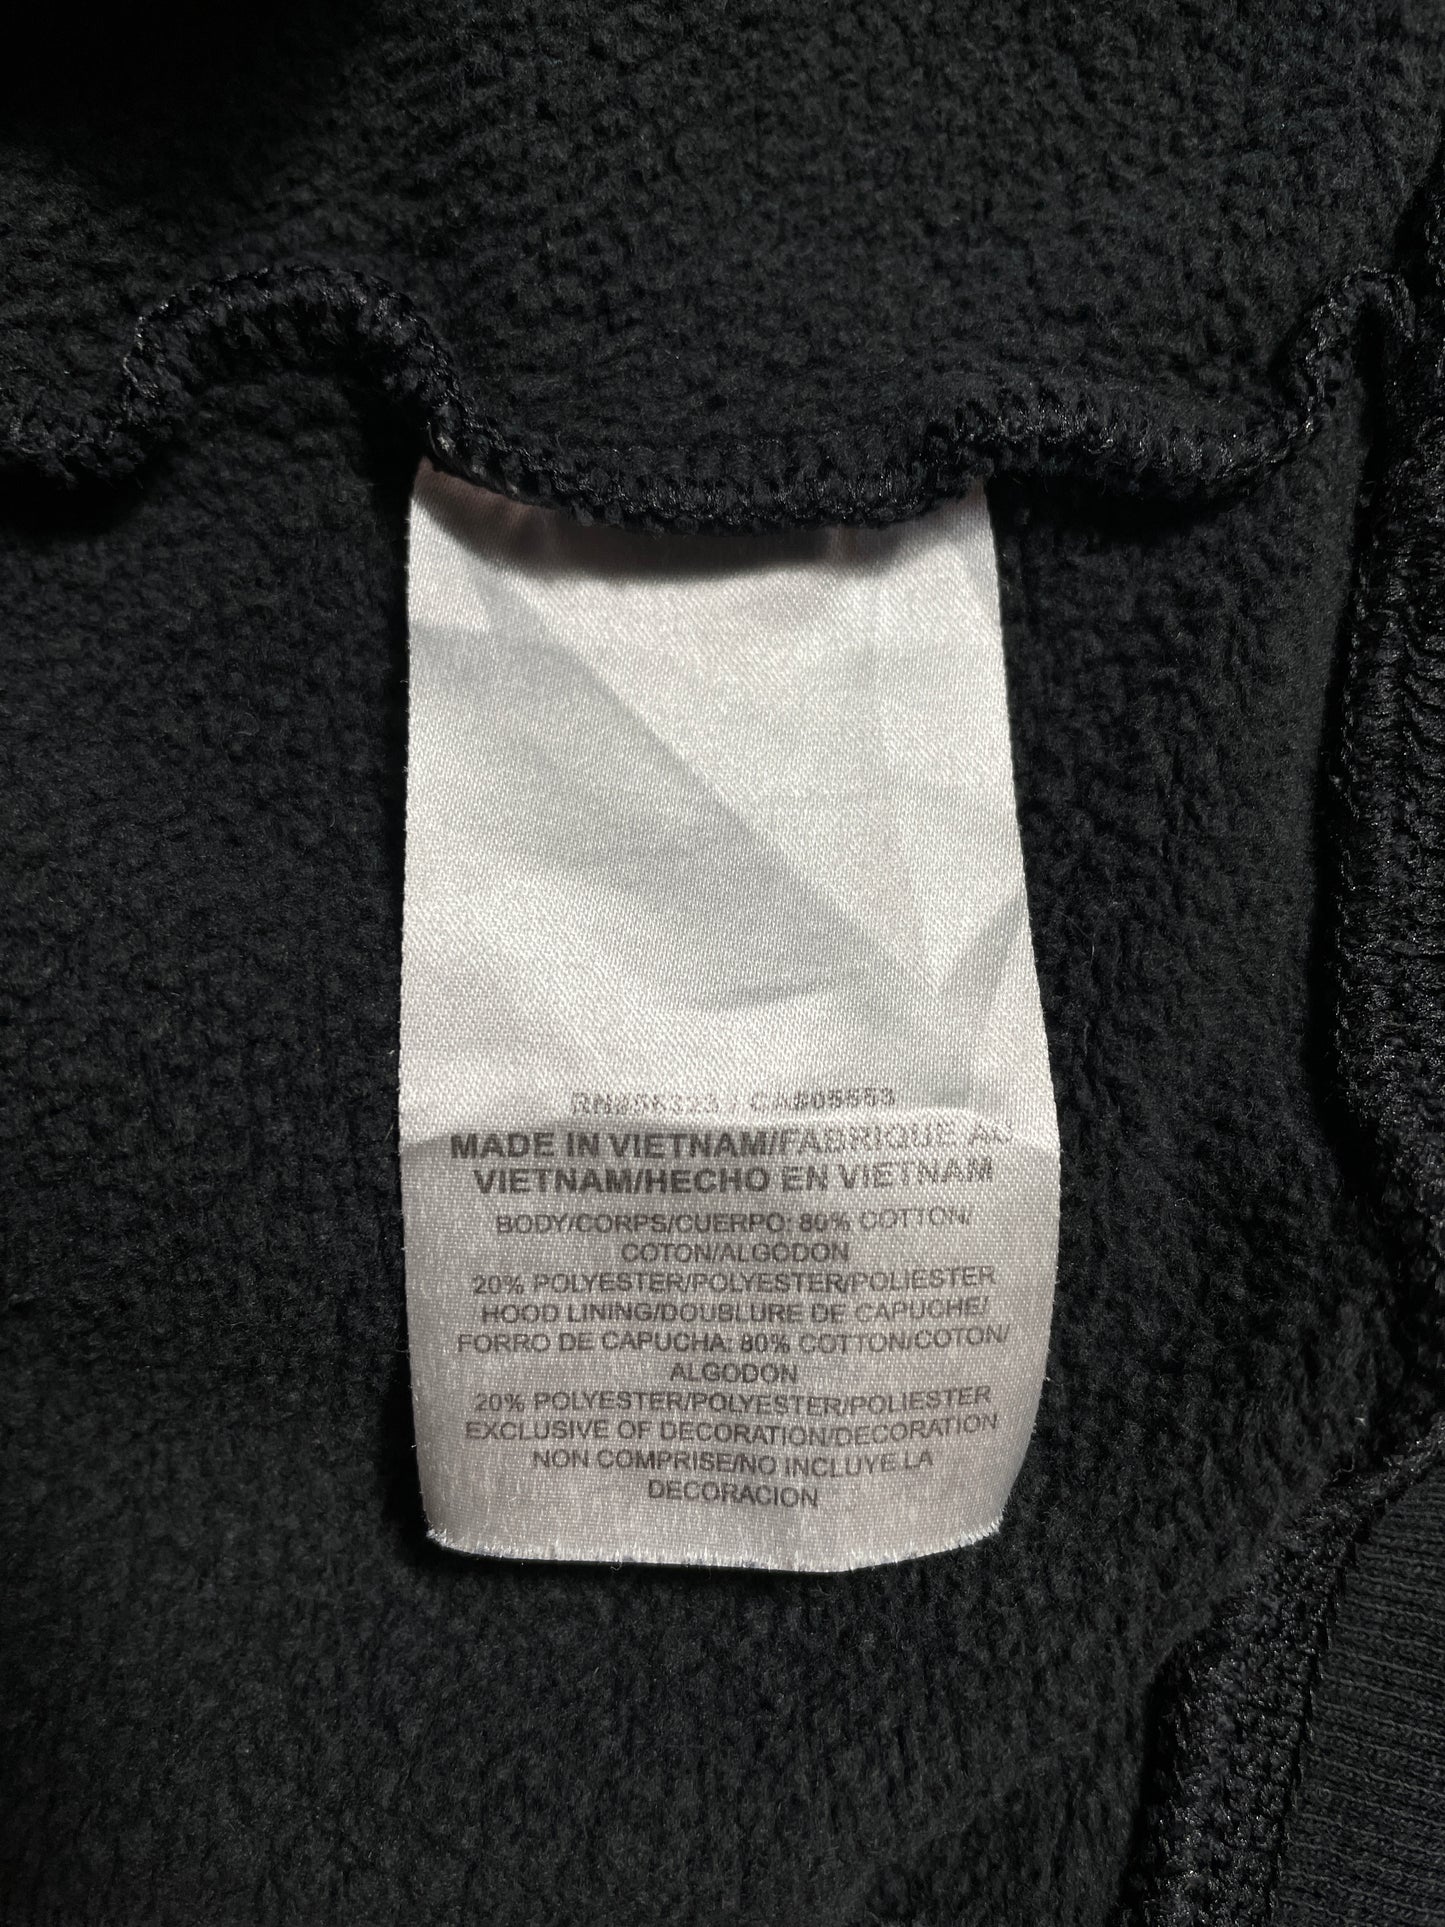 CA#05553
MADE IN VIETNAM/FABRIQUE AU
VIETNAM/HECHO EN VIETNAM
BODY/CORPS/CUERPO: 80% COTTON/
COTON/ALGODON
20% POLYESTER/POLYESTER/POLIESTER
HOOD LINING/DOUBLURE DE CAPUCHE/
FORRO DE CAPUCHA: 80% COTTON/COTON/
ALGODON
20% POLYESTER/POLYESTER/POLIESTER
EXCLUSIVE OF DECORATION/DECORATION
NON COMPRISE/NO INCLUYE LA
DECORACION